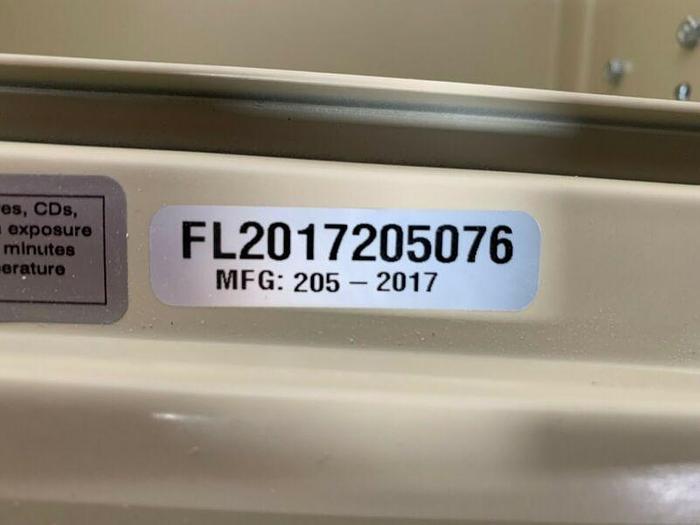 es, CDs,
exposure
minutes
erature
FL2017205076
MFG: 205 – 2017